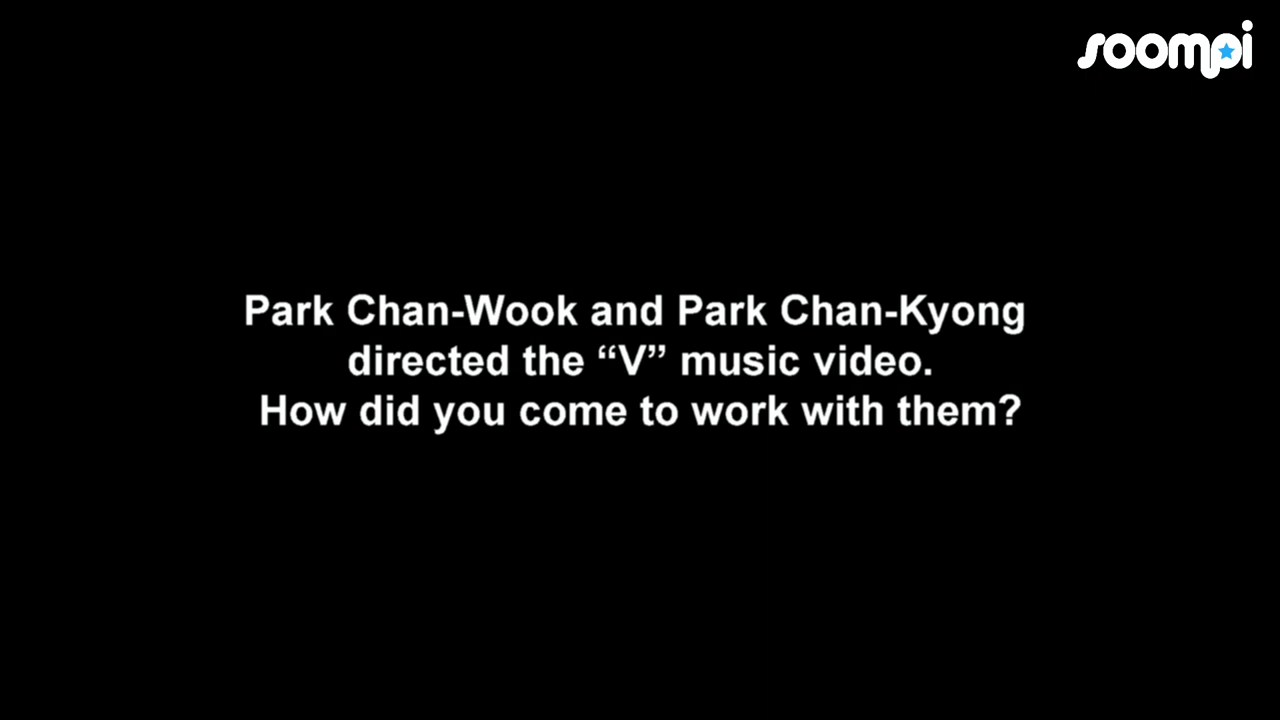 soompi
Park Chan-Wook and Park Chan-Kyong
directed the “V” music video.
How did you come to work with them?